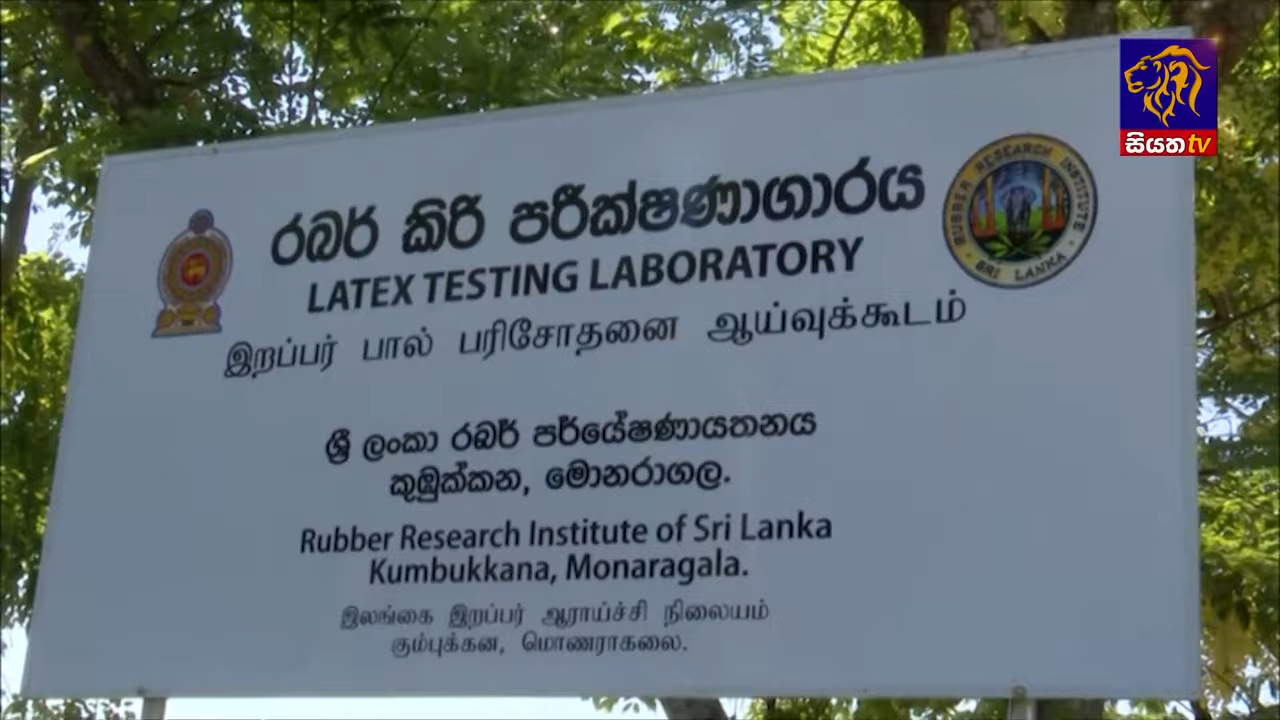 සියත tv
රබර් කිරි පරීක්ෂණාගාරය
LATEX TESTING LABORATORY
இறப்பர் பால் பரிசோதனை ஆய்வுக்கூடம்
RUBBER RESEARCH INSTITUTE
SRI LANKA
ශ්‍රී ලංකා රබර් පර්යේෂණායතනය
කුඹුක්කන, මොනරාගල.
Rubber Research Institute of Sri Lanka
Kumbukkana, Monaragala.
இலங்கை இறப்பர் ஆராய்ச்சி நிலையம்
கும்புக்கன, மொணராகலை.